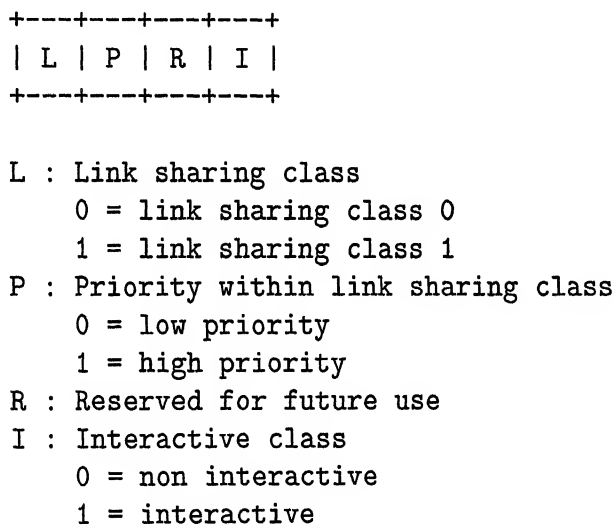 +---+---+---+---+
| L | P | R | I |
+---+---+---+---+
L : Link sharing class
0 = link sharing class 0
1 = link sharing class 1
P : Priority within link sharing class
0 = low priority
1 = high priority
R : Reserved for future use
I : Interactive class
0 = non interactive
1 = interactive